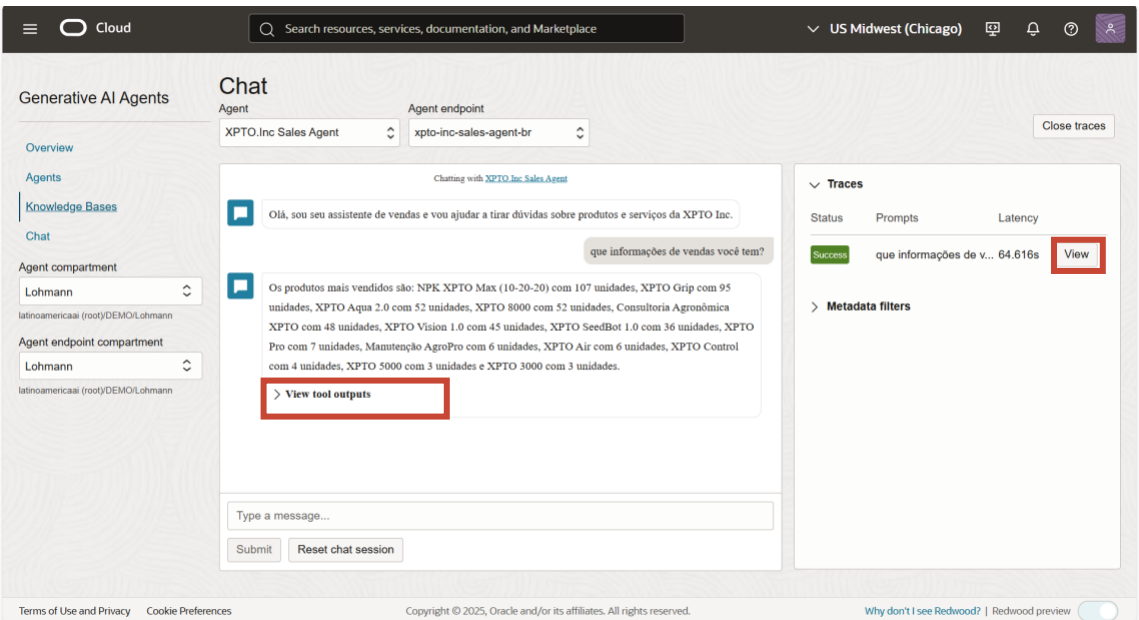 Cloud
Search resources, services, documentation, and Marketplace
US Midwest (Chicago)
Generative AI Agents
Overview
Agents
Knowledge Bases
Chat
Agent compartment
Lohmann
latinoamericaai (root)/DEMO/Lohmann
Agent endpoint compartment
Lohmann
latinoamericaai (root)/DEMO/Lohmann
Chat
Agent
XPTO.Inc Sales Agent
Agent endpoint
xpto-inc-sales-agent-br
Close traces
Chatting with XPTO.Inc Sales Agent
Olá, sou seu assistente de vendas e vou ajudar a tirar dúvidas sobre produtos e serviços da XPTO Inc.
que informações de vendas você tem?
Os produtos mais vendidos são: NPK XPTO Max (10-20-20) com 107 unidades, XPTO Grip com 95
unidades, XPTO Aqua 2.0 com 52 unidades, XPTO 8000 com 52 unidades, Consultoria Agronômica
XPTO com 48 unidades, XPTO Vision 1.0 com 45 unidades, XPTO SeedBot 1.0 com 36 unidades, XPTO
Pro com 7 unidades, Manutenção AgroPro com 6 unidades, XPTO Air com 6 unidades, XPTO Control
com 4 unidades, XPTO 5000 com 3 unidades e XPTO 3000 com 3 unidades.
View tool outputs
Type a message...
Submit
Reset chat session
Traces
Status Prompts Latency
Success que informações de v... 64.616s View
Metadata filters
Terms of Use and Privacy Cookie Preferences
Copyright © 2025, Oracle and/or its affiliates. All rights reserved.
Why don't I see Redwood? | Redwood preview